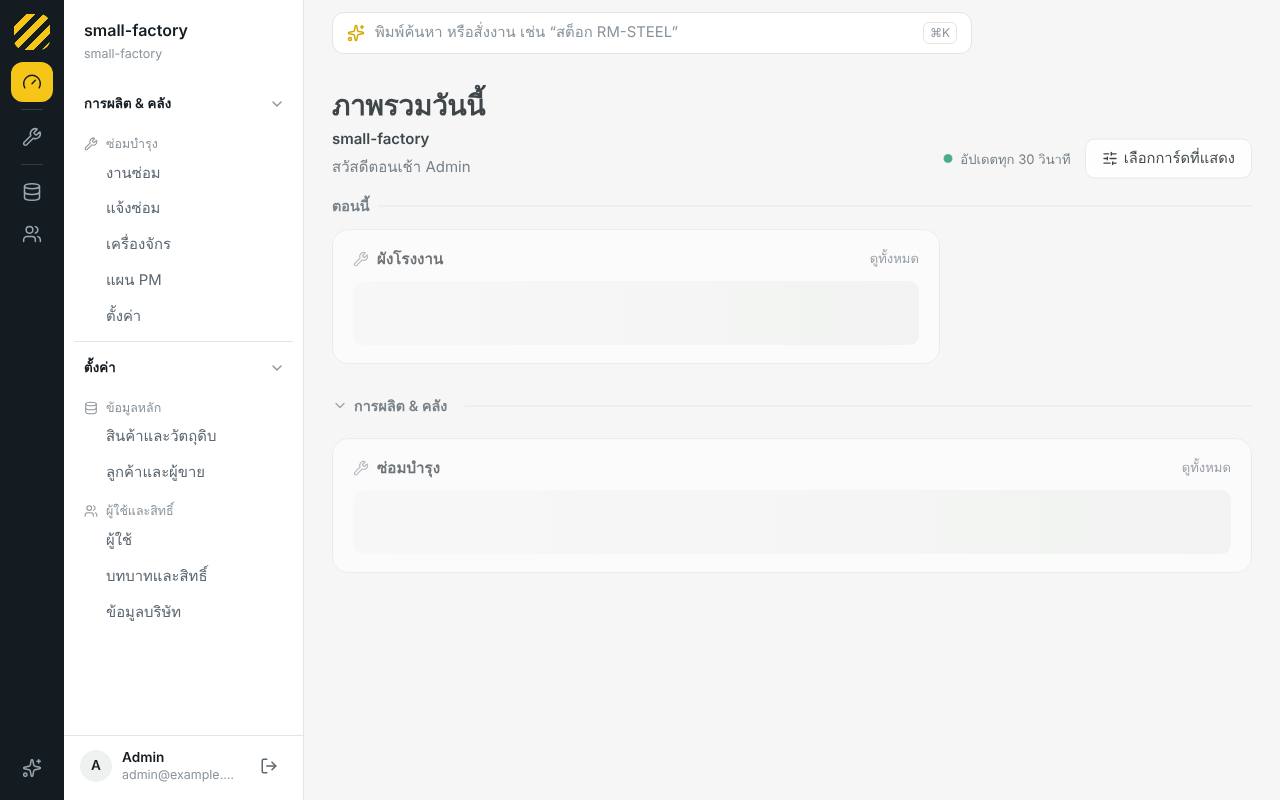 small-factory
small-factory
การผลิต & คลัง
ซ่อมบำรุง
งานซ่อม
แจ้งซ่อม
เครื่องจักร
แผน PM
ตั้งค่า
ตั้งค่า
ข้อมูลหลัก
สินค้าและวัตถุดิบ
ลูกค้าและผู้ขาย
ผู้ใช้และสิทธิ์
ผู้ใช้
บทบาทและสิทธิ์
ข้อมูลบริษัท
A
Admin
admin@example....
พิมพ์ค้นหา หรือสั่งงาน เช่น “สต็อก RM-STEEL”
⌘K
ภาพรวมวันนี้
small-factory
สวัสดีตอนเช้า Admin
อัปเดตทุก 30 วินาที
เลือกการ์ดที่แสดง
ตอนนี้
ผังโรงงาน
ดูทั้งหมด
การผลิต & คลัง
ซ่อมบำรุง
ดูทั้งหมด